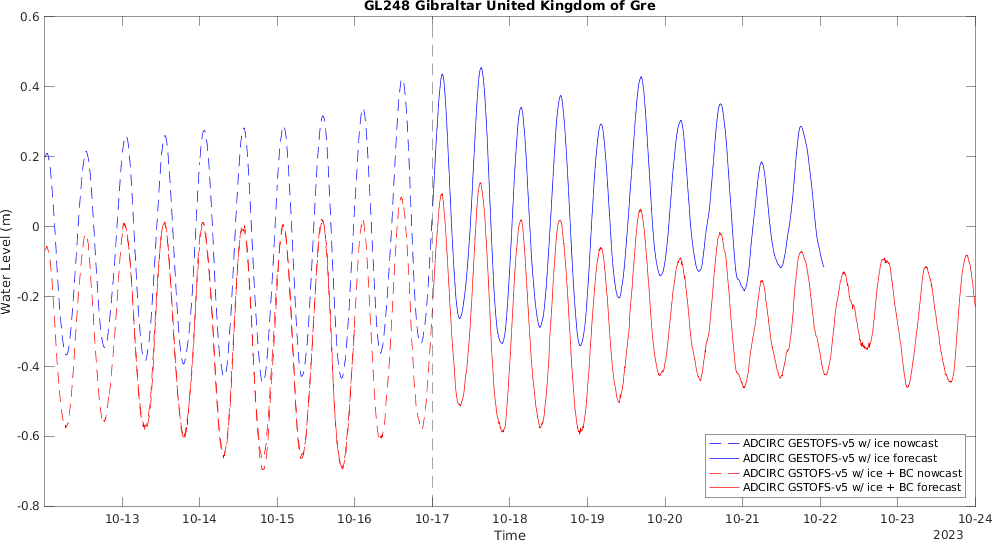 GL248 Gibraltar United Kingdom of Gre
0.6
0.4
0.2
0
-0.2
-0.4
-0.6
-0.8
Water Level (m)
ADCIRC GESTOFS-v5 w/ ice nowcast
ADCIRC GESTOFS-v5 w/ ice forecast
ADCIRC GSTOFS-v5 w/ ice + BC nowcast
ADCIRC GSTOFS-v5 w/ ice + BC forecast
10-13 10-14 10-15 10-16 10-17 10-18 10-19 10-20 10-21 10-22 10-23 10-24
Time
2023